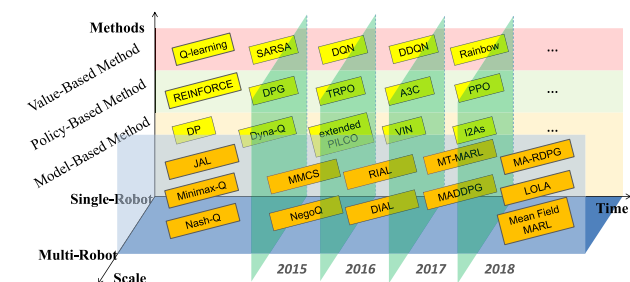 Methods
Value-Based Method
Q-learning
SARSA
DQN
DDQN
Rainbow
...
Policy-Based Method
REINFORCE
DPG
TRPO
A3C
PPO
...
Model-Based Method
DP
Dyna-Q
extended
PILCO
VIN
I2As
...
JAL
MMCS
RIAL
MT-MARL
MA-RDPG
Minimax-Q
Single-Robot
NegoQ
DIAL
MADDPG
LOLA
Nash-Q
Mean Field
MARL
Time
Multi-Robot
Scale
2015
2016
2017
2018